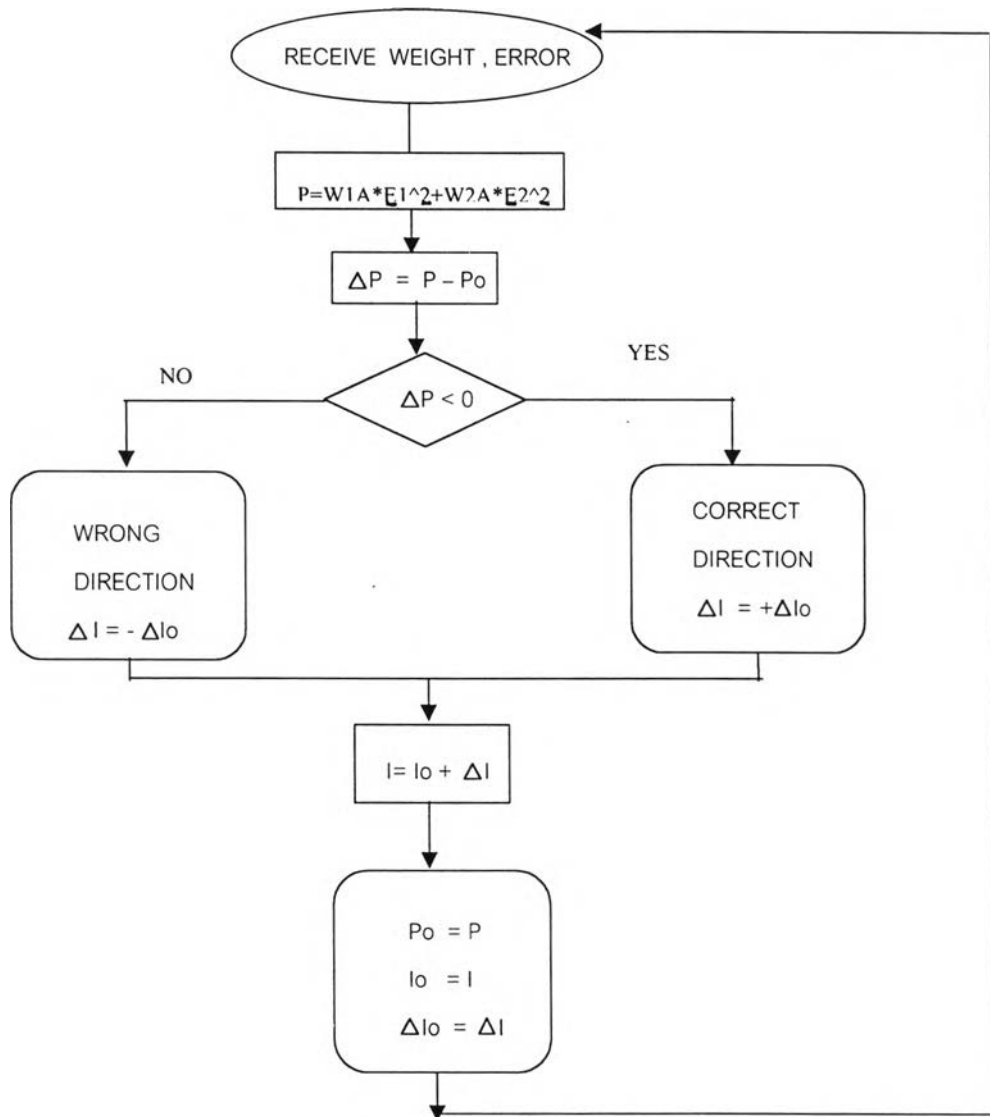 RECEIVE WEIGHT , ERROR
P=W1A*E1^2+W2A*E2^2
ΔP = P – Po
NO
YES
ΔP < 0
WRONG
DIRECTION
Δ I = - ΔIo
CORRECT
DIRECTION
ΔI = +ΔIo
I= Io + ΔI
Po = P
Io = I
ΔIo = ΔI